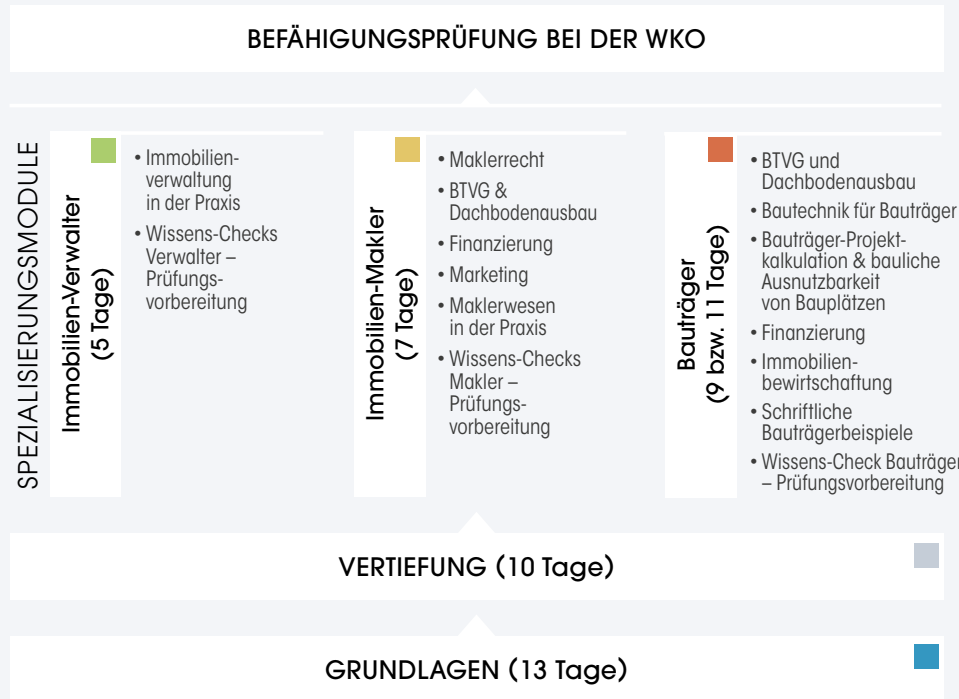 BEFÄHIGUNGSPRÜFUNG BEI DER WKO
SPEZIALISIERUNGSMODULE
Immobilien-Verwalter
(5 Tage)
• Immobilien-
verwaltung
in der Praxis
• Wissens-Checks
Verwalter –
Prüfungs-
vorbereitung
Immobilien-Makler
(7 Tage)
• Maklerrecht
• BTVG &
Dachbodenausbau
• Finanzierung
• Marketing
• Maklerwesen
in der Praxis
• Wissens-Checks
Makler –
Prüfungs-
vorbereitung
Bauträger
(9 bzw. 11 Tage)
• BTVG und
Dachbodenausbau
• Bautechnik für Bauträger
• Bauträger-Projekt-
kalkulation & bauliche
Ausnutzbarkeit
von Bauplätzen
• Finanzierung
• Immobilien-
bewirtschaftung
• Schriftliche
Bauträgerbeispiele
• Wissens-Check Bauträger
– Prüfungsvorbereitung
VERTIEFUNG (10 Tage)
GRUNDLAGEN (13 Tage)